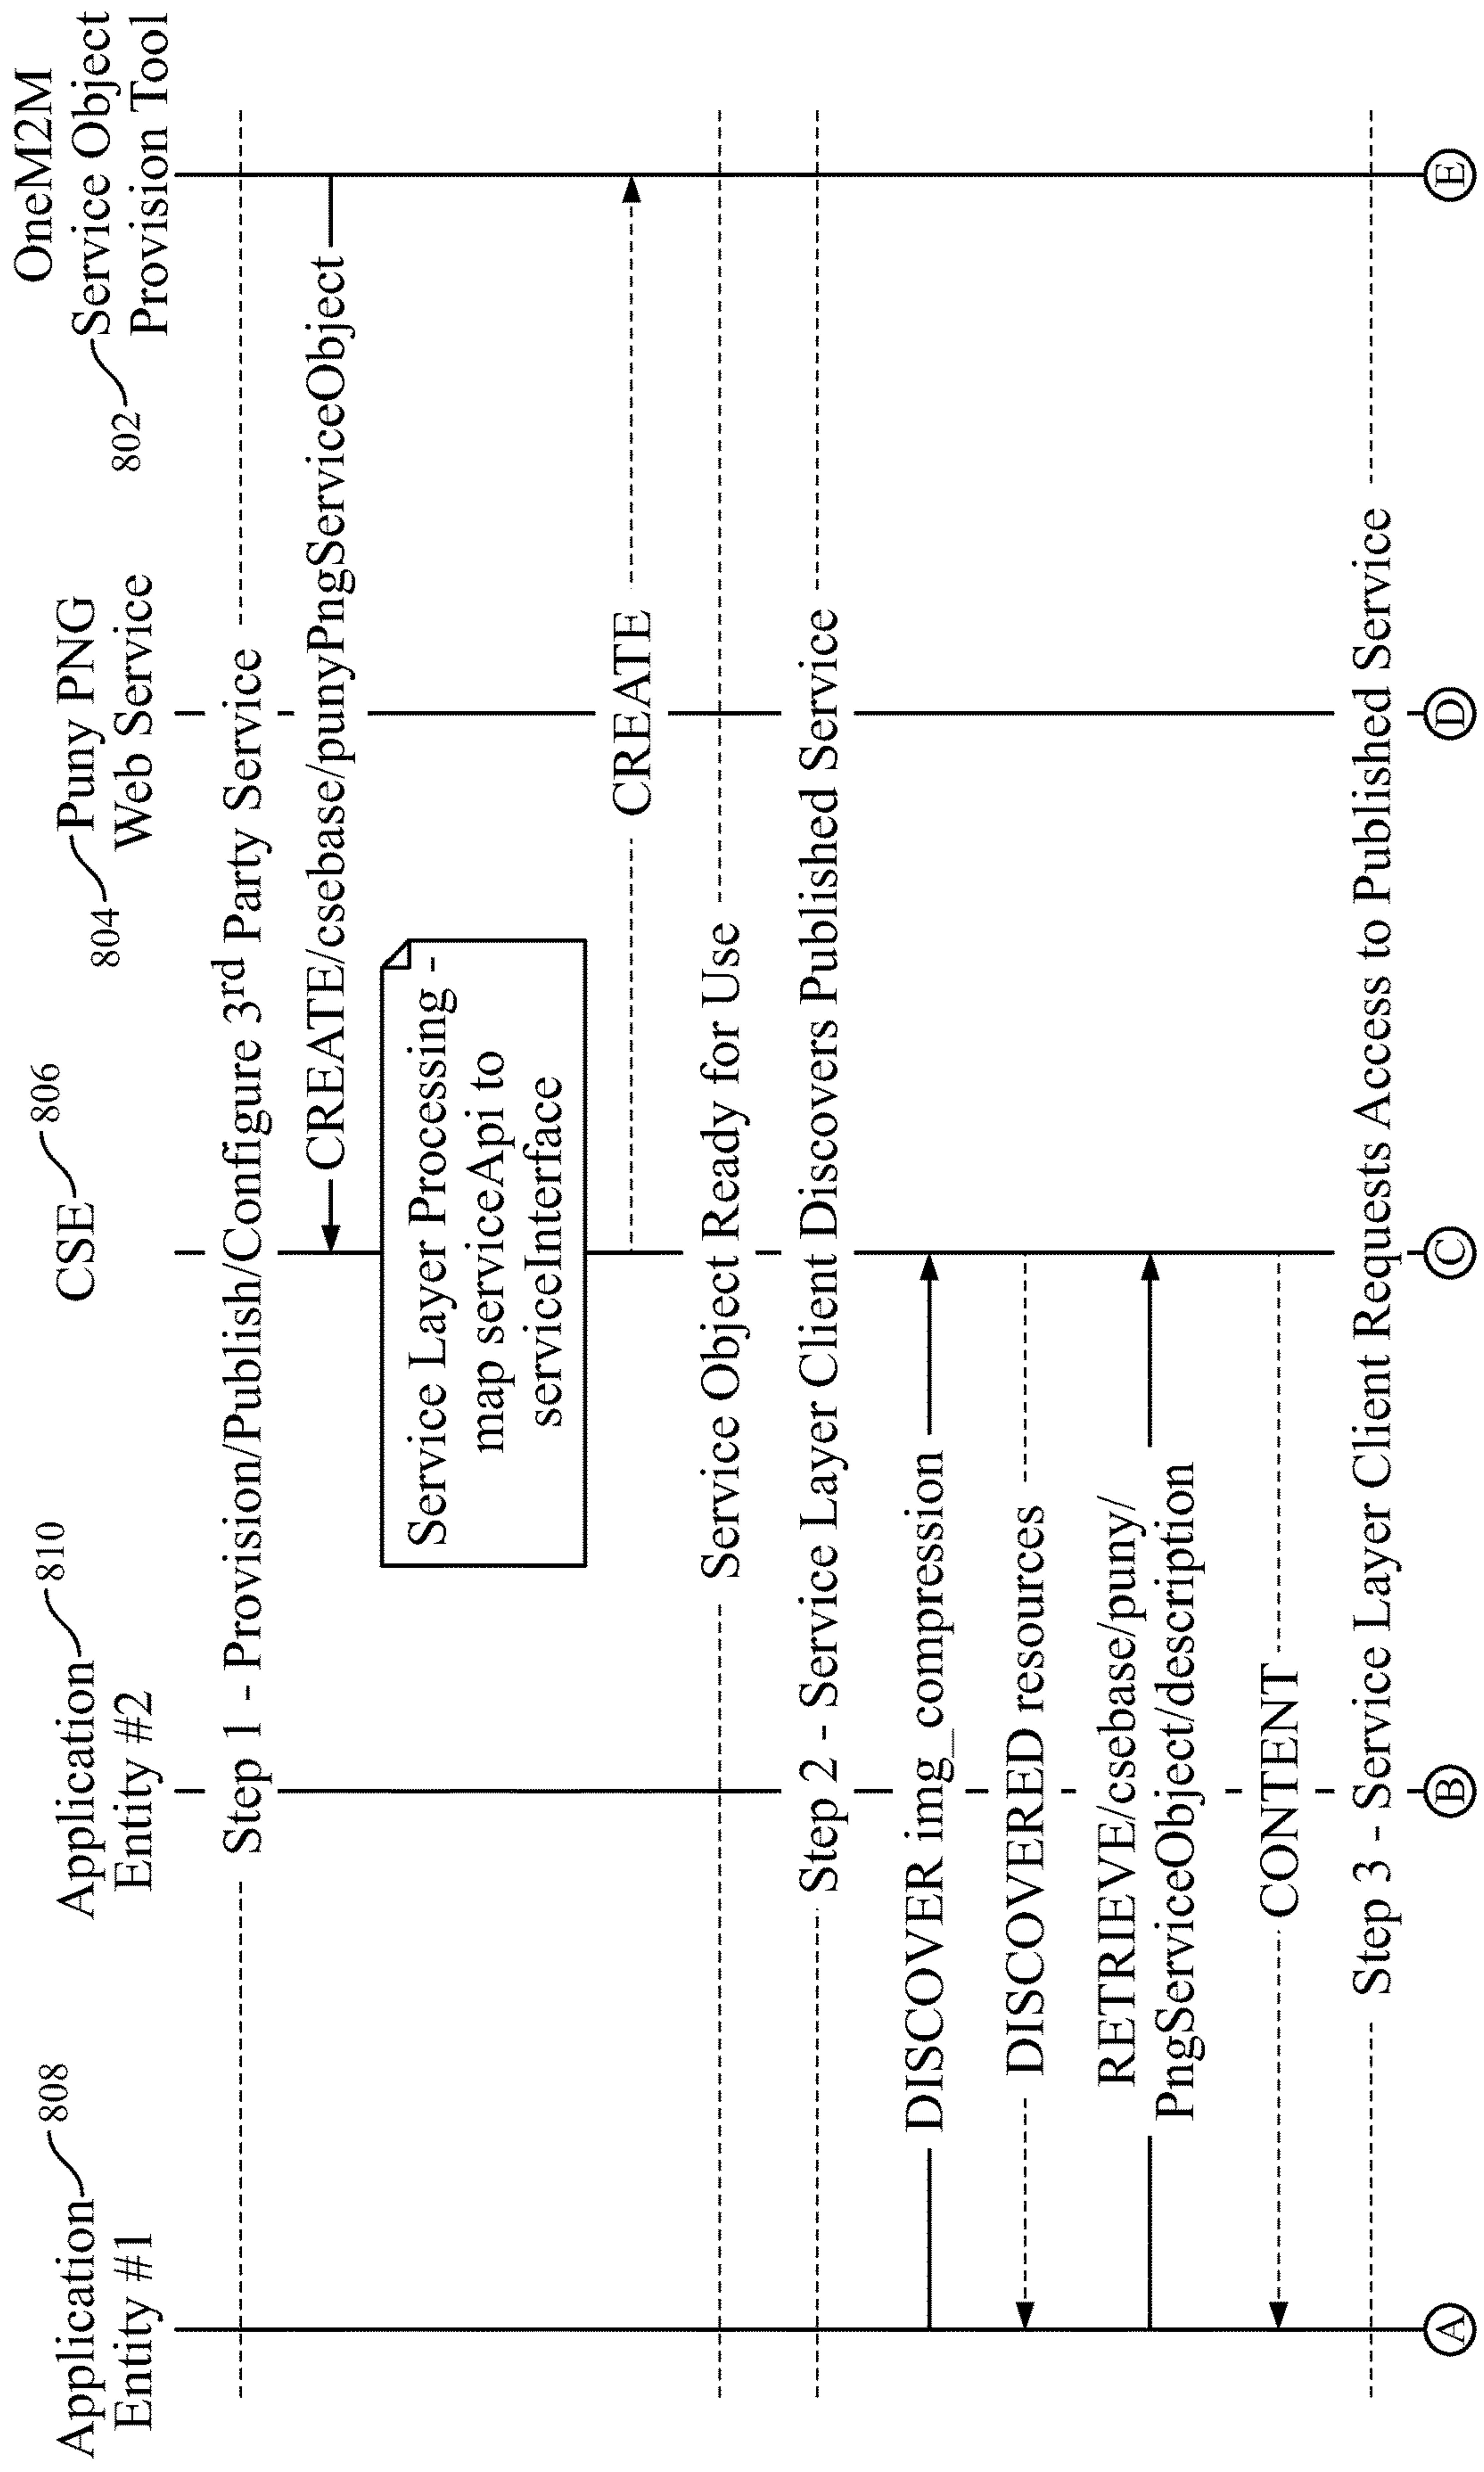 Application
Entity #1
808
Application
Entity #2
810
CSE
806
Puny PNG
Web Service
804
OneM2M
Service Object
Provision Tool
802
Step 1 - Provision/Publish/Configure 3rd Party Service
CREATE/csebase/punyPngServiceObject
Service Layer Processing -
map serviceApi to
serviceInterface
CREATE
Service Object Ready for Use
Step 2 - Service Layer Client Discovers Published Service
DISCOVER img_compression
DISCOVERED resources
RETRIEVE/csebase/puny/
PngServiceObject/description
CONTENT
Step 3 - Service Layer Client Requests Access to Published Service
A
B
C
D
E